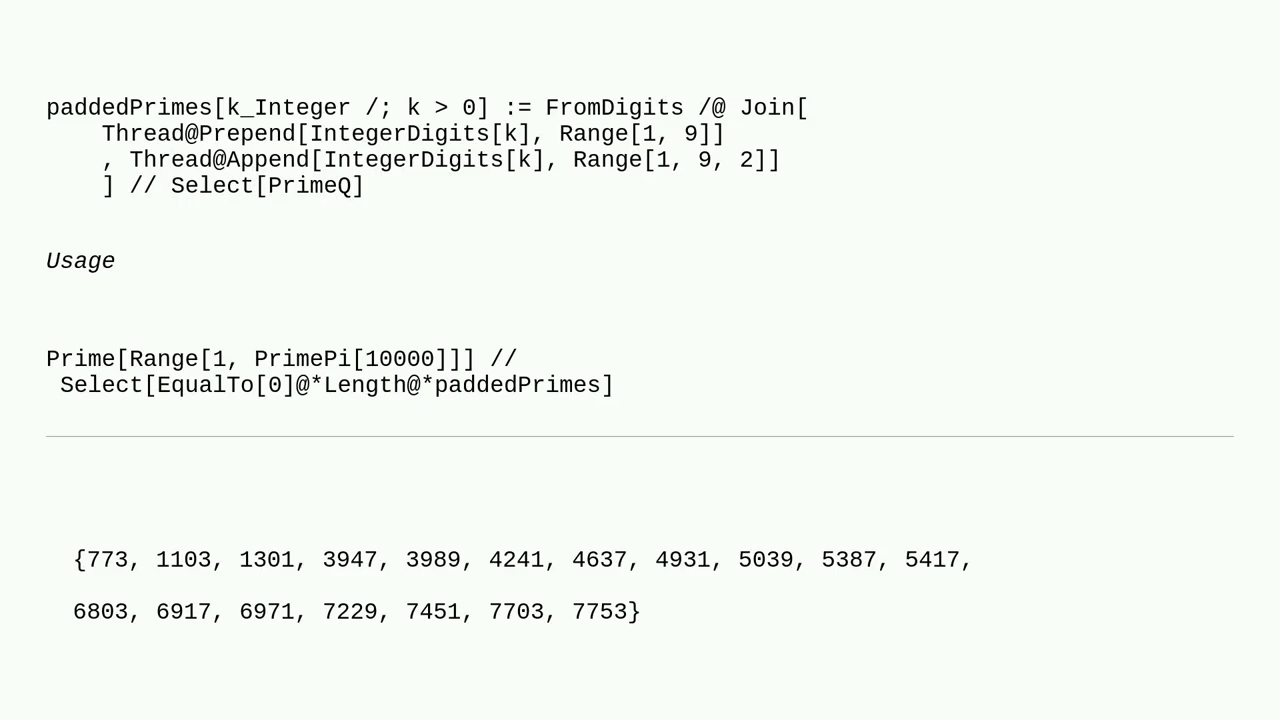 paddedPrimes[k_Integer /; k > 0] := FromDigits /@ Join[
    Thread@Prepend[IntegerDigits[k], Range[1, 9]]
    , Thread@Append[IntegerDigits[k], Range[1, 9, 2]]
    ] // Select[PrimeQ]
Usage
Prime[Range[1, PrimePi[10000]]] //
 Select[EqualTo[0]@*Length@*paddedPrimes]
{773, 1103, 1301, 3947, 3989, 4241, 4637, 4931, 5039, 5387, 5417,
6803, 6917, 6971, 7229, 7451, 7703, 7753}